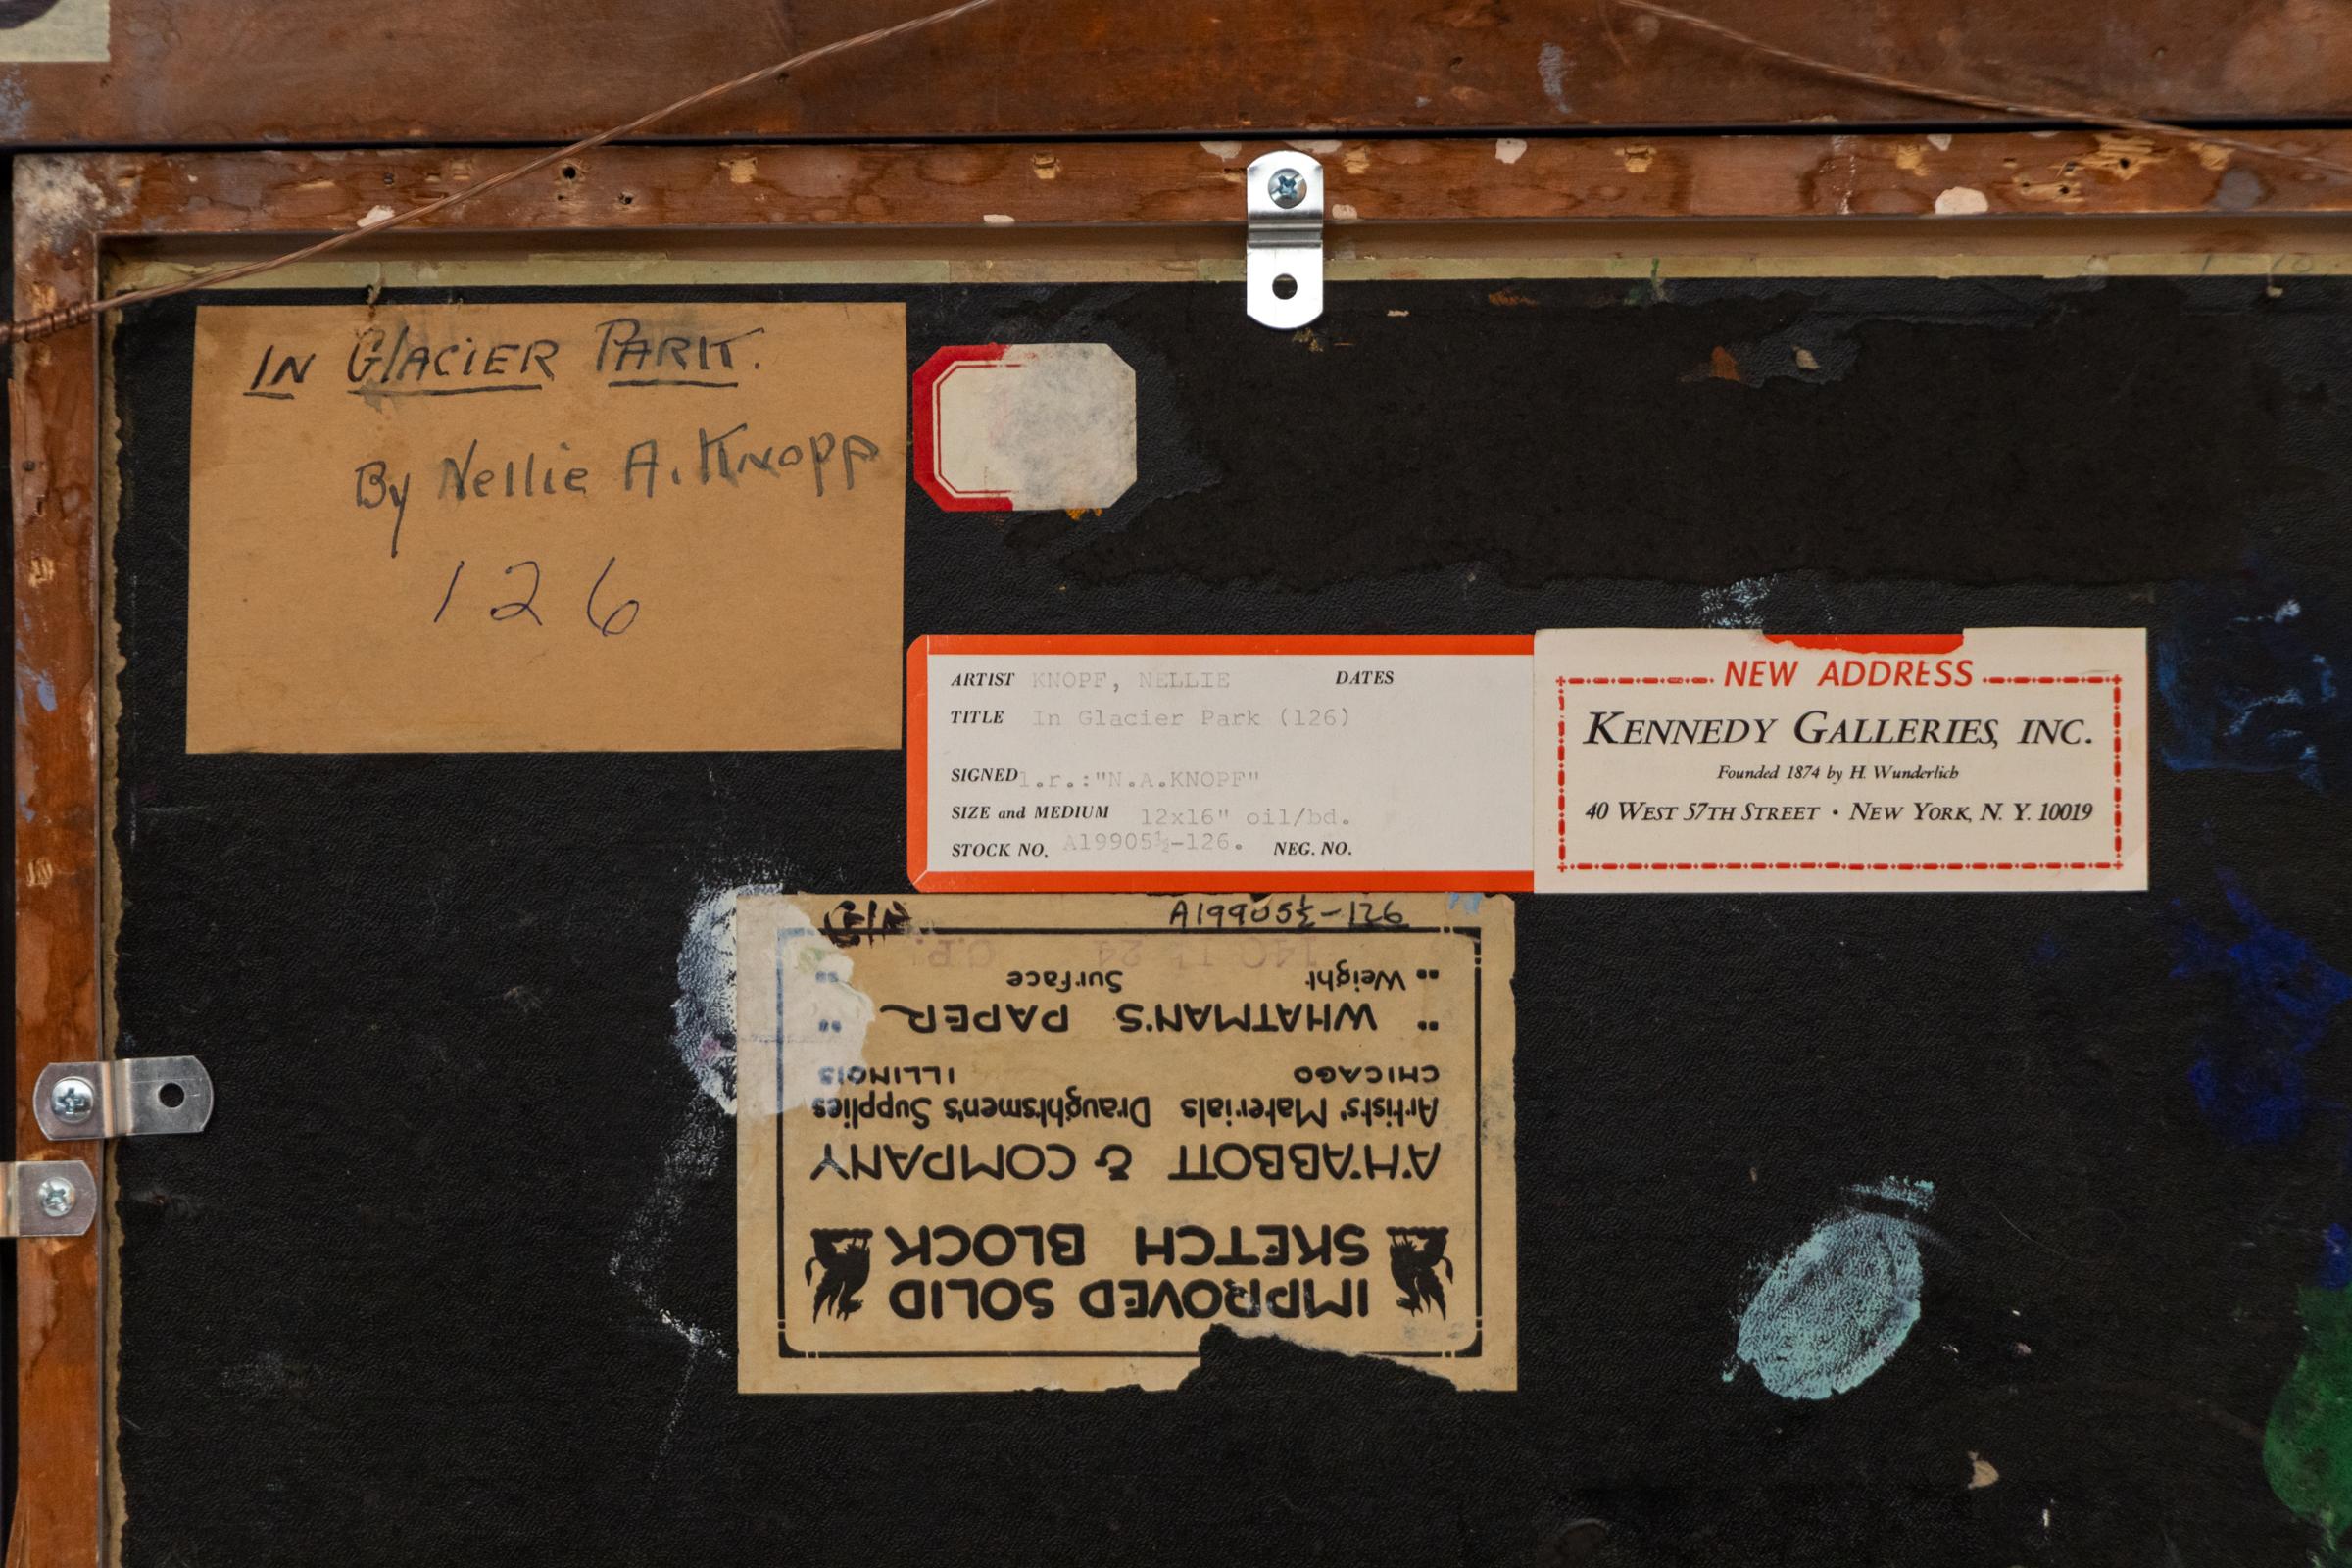 IN GLACIER PARK.
By Nellie A. Knopp
126
ARTIST KNOPF, NELLIE DATES
TITLE In Glacier Park (126)
SIGNED l.r.:"N.A.KNOPF"
SIZE and MEDIUM 12x16" oil/bd.
STOCK NO. A19905½-126. NEG. NO.
NEW ADDRESS
KENNEDY GALLERIES, INC.
Founded 1874 by H. Wunderlich
40 WEST 57TH STREET • NEW YORK, N. Y. 10019
A19905½-126
IMPROVED SOLID
SKETCH BLOCK
A·H·ABBOTT & COMPANY
Artists' Materials Draughtsmen's Supplies
CHICAGO ILLINOIS
" WHATMAN'S PAPER "
" Weight Surface "